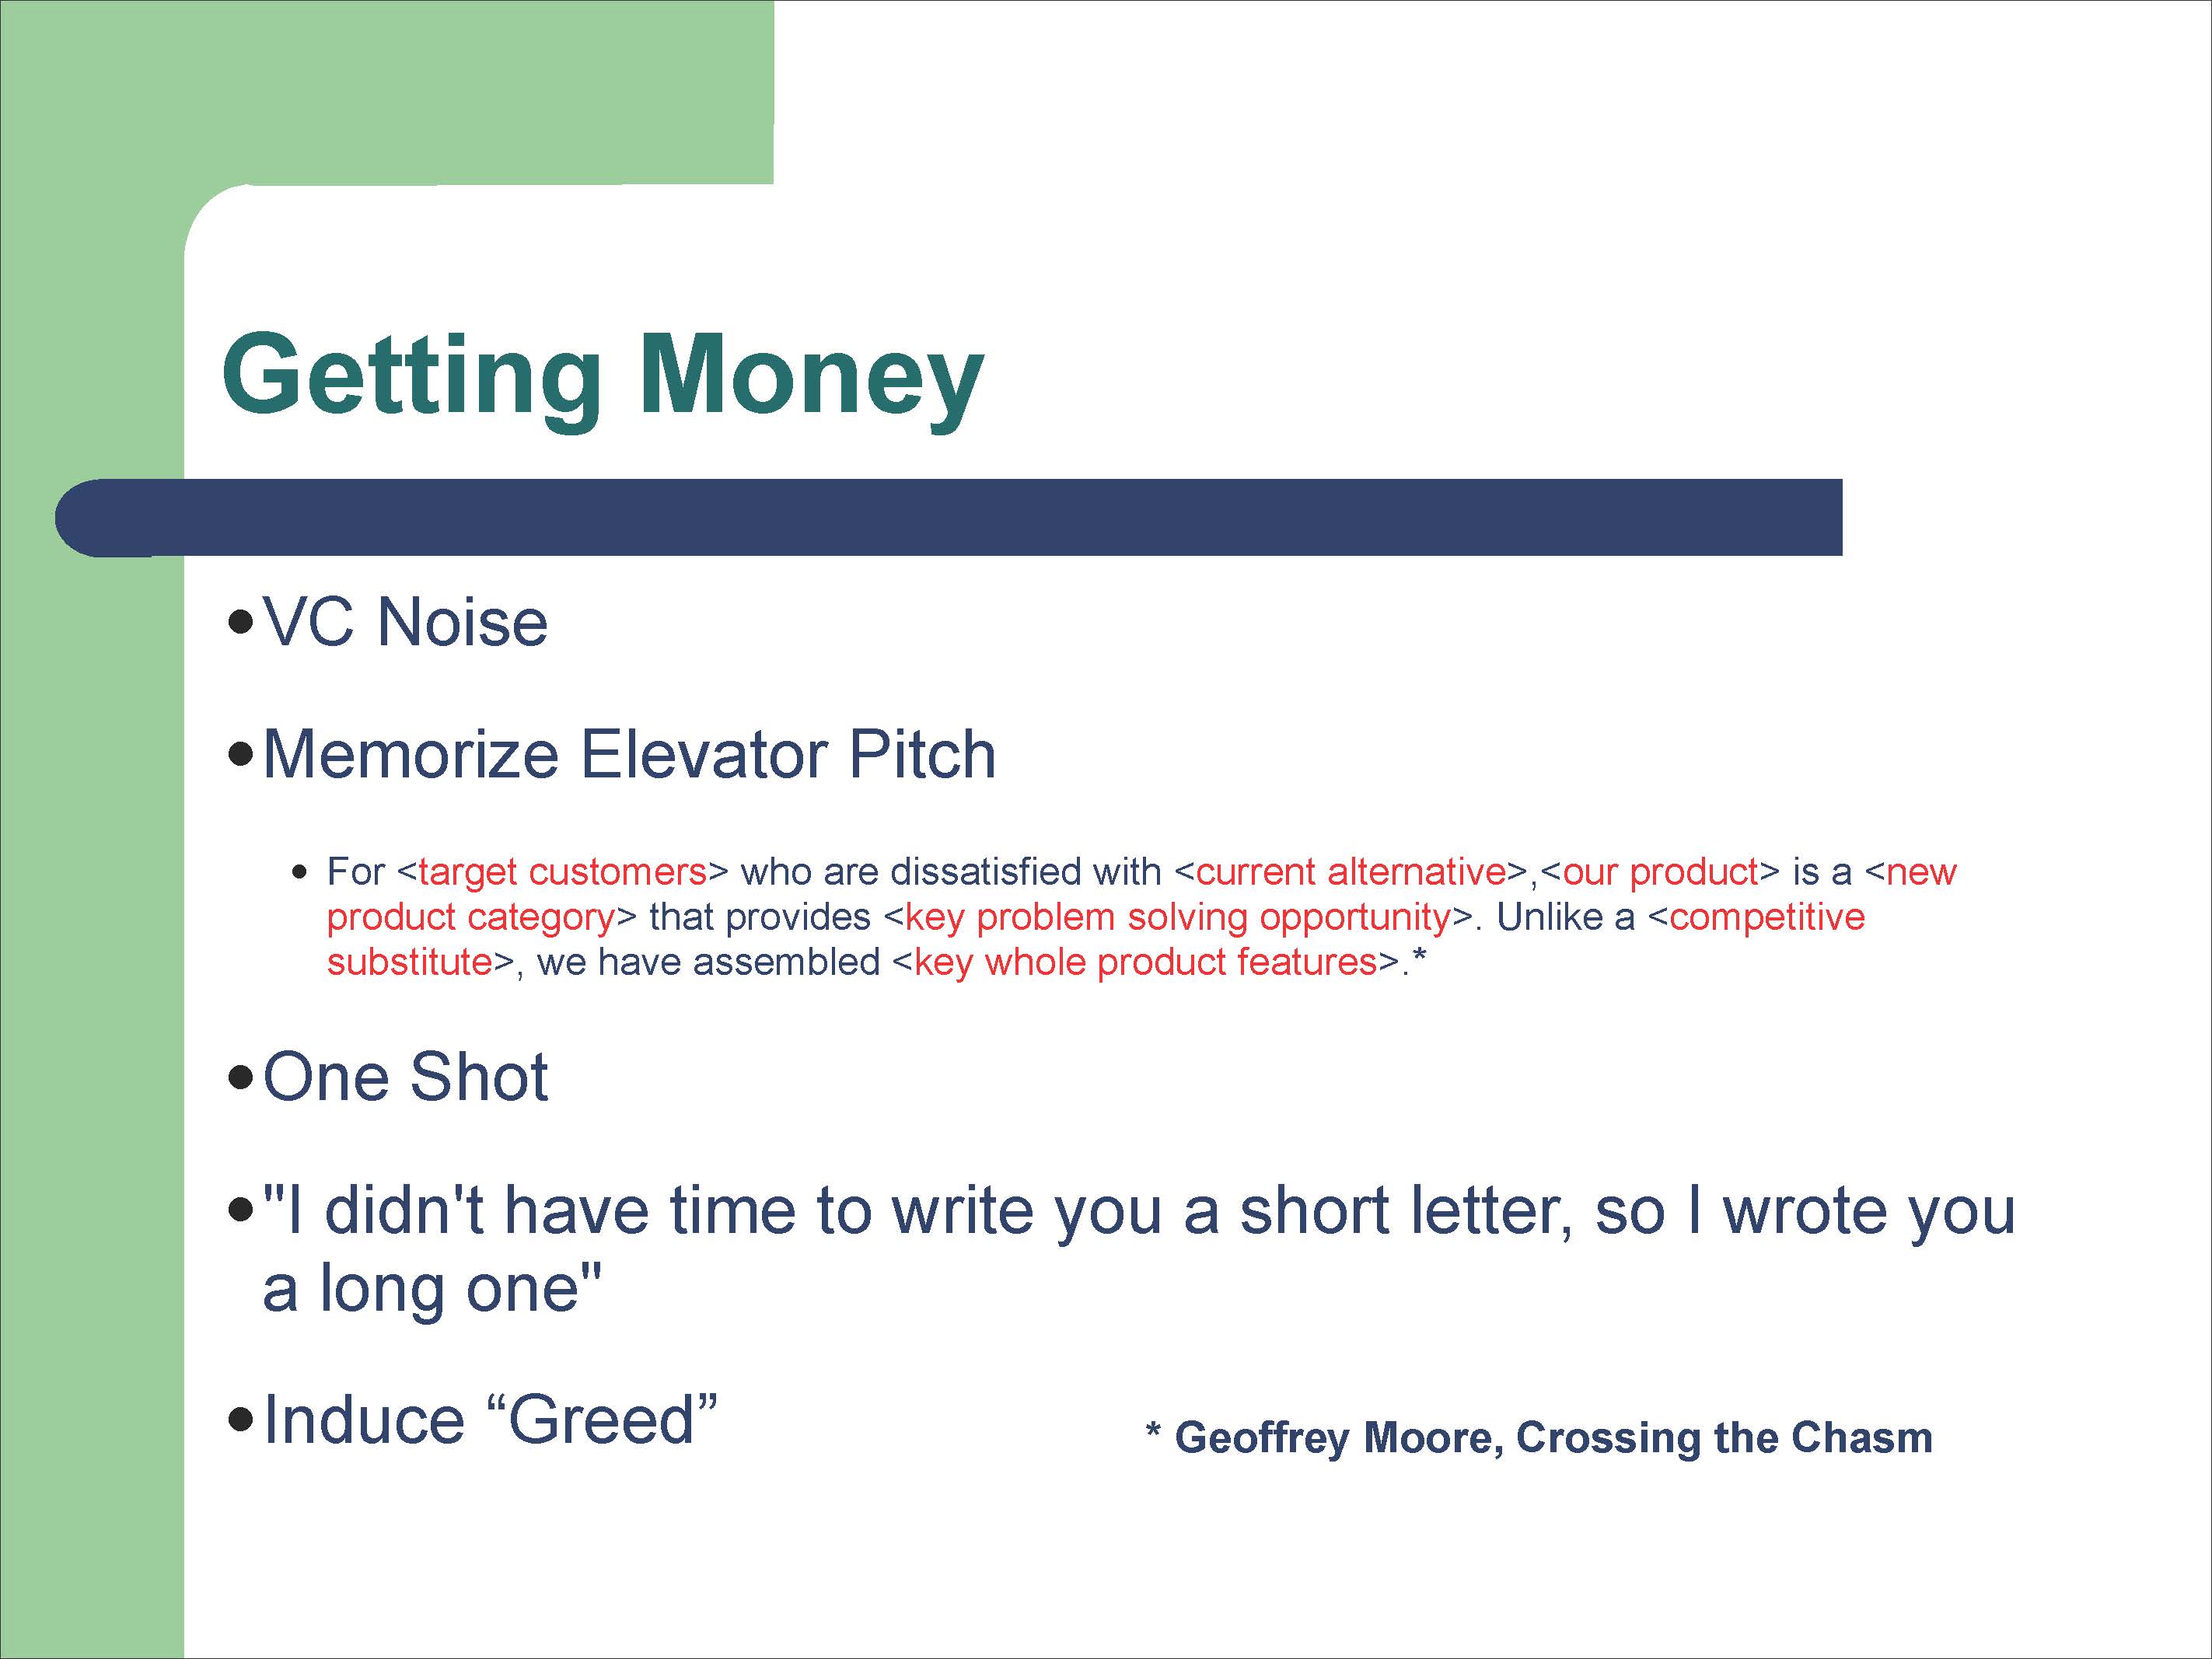 Getting Money
•VC Noise
•Memorize Elevator Pitch
• For <target customers> who are dissatisfied with <current alternative>,<our product> is a <new
product category> that provides <key problem solving opportunity>. Unlike a <competitive
substitute>, we have assembled <key whole product features>.*
•One Shot
•"I didn't have time to write you a short letter, so I wrote you
a long one"
•Induce “Greed”
* Geoffrey Moore, Crossing the Chasm